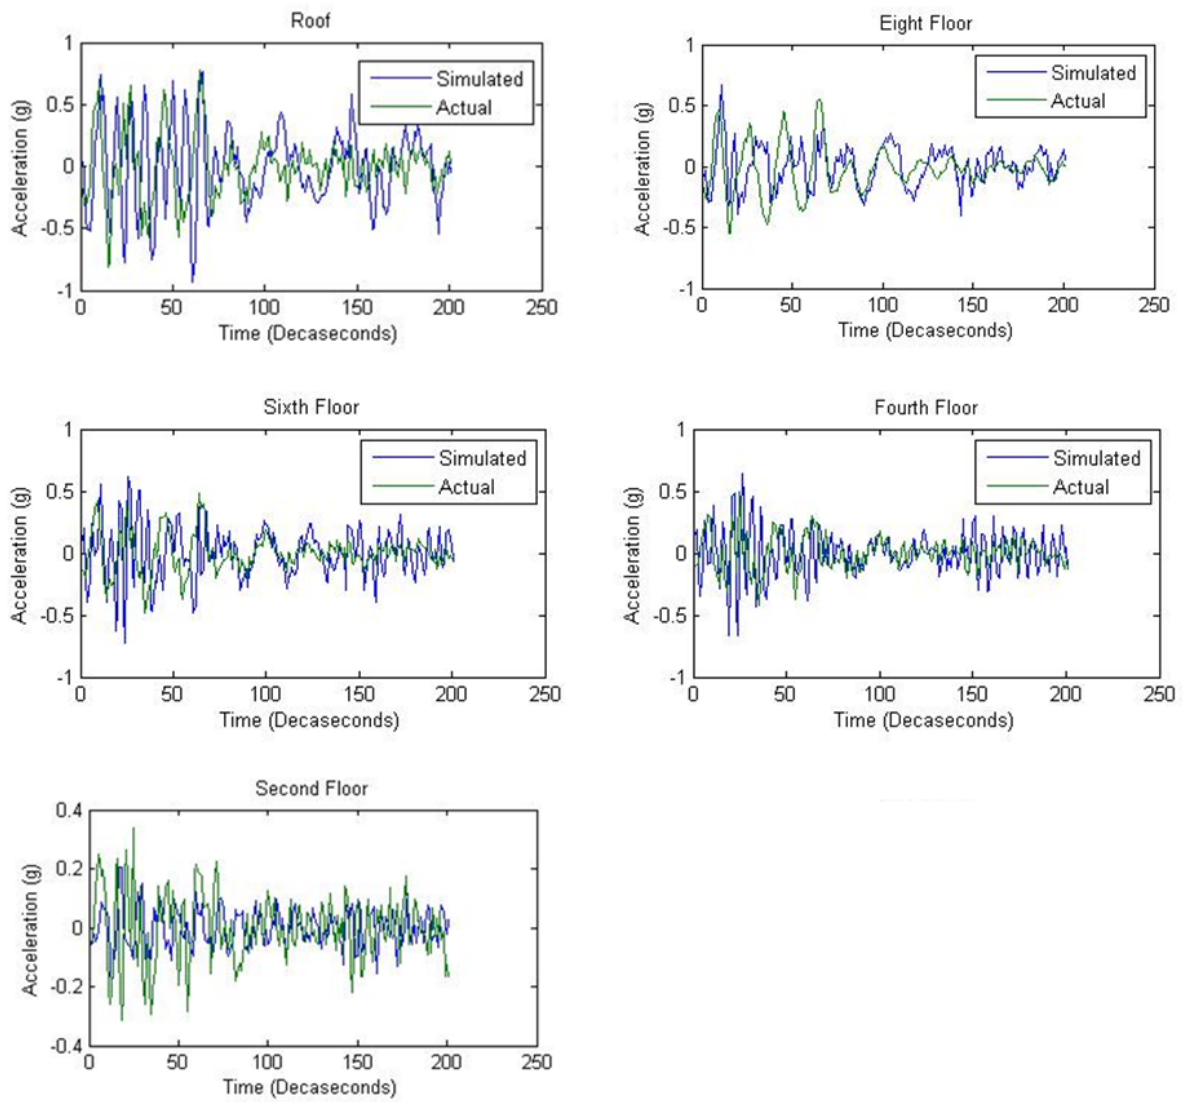 Roof
1
0.5
0
-0.5
-1
Acceleration (g)
Simulated
Actual
0 50 100 150 200 250
Time (Decaseconds)
Eight Floor
1
0.5
0
-0.5
-1
Acceleration (g)
Simulated
Actual
0 50 100 150 200 250
Time (Decaseconds)
Sixth Floor
1
0.5
0
-0.5
-1
Acceleration (g)
Simulated
Actual
0 50 100 150 200 250
Time (Decaseconds)
Fourth Floor
1
0.5
0
-0.5
-1
Acceleration (g)
Simulated
Actual
0 50 100 150 200 250
Time (Decaseconds)
Second Floor
0.4
0.2
0
-0.2
-0.4
Acceleration (g)
0 50 100 150 200 250
Time (Decaseconds)